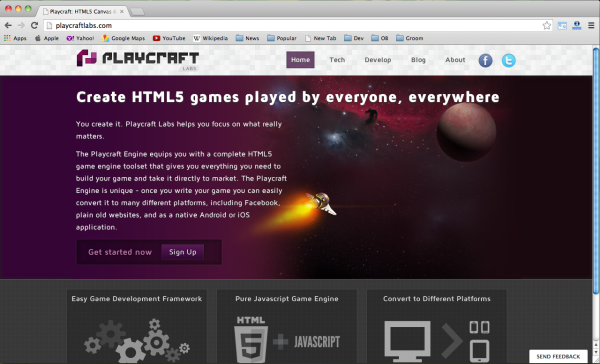 Playcraft: HTML5 Canvas
playcraftlabs.com
Apps Apple Yahoo! Google Maps YouTube Wikipedia News Popular New Tab Dev OB Groom
PLAYCRAFT
/LABS
Home Tech Develop Blog About
Create HTML5 games played by everyone, everywhere
You create it. Playcraft Labs helps you focus on what really
matters.
The Playcraft Engine equips you with a complete HTML5
game engine toolset that gives you everything you need to
build your game and take it directly to market. The Playcraft
Engine is unique - once you write your game you can easily
convert it to many different platforms, including Facebook,
plain old websites, and as a native Android or iOS
application.
Get started now Sign Up
Easy Game Development Framework
Pure Javascript Game Engine
HTML
5 + JAVASCRIPT
Convert to Different Platforms
SEND FEEDBACK